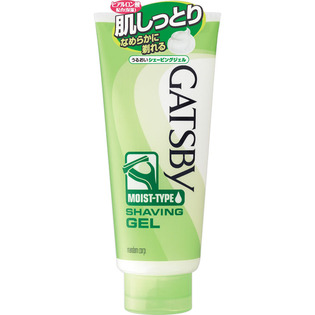 ヒアルロン酸
肌しっとり
なめらかに
剃れる
うるおいシェービングジェル
GATSBY
MOIST-TYPE
SHAVING
GEL
mandom corp.